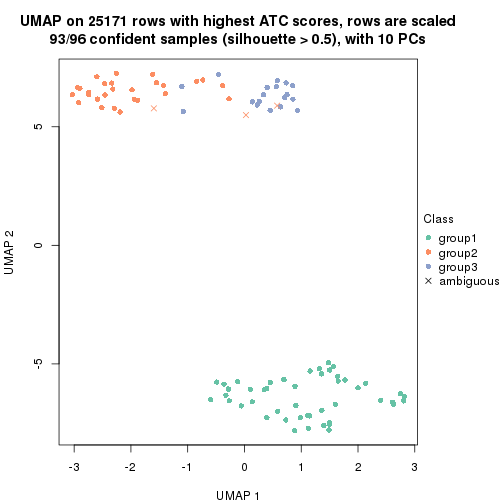 UMAP on 25171 rows with highest ATC scores, rows are scaled
93/96 confident samples (silhouette > 0.5), with 10 PCs
UMAP 2
5
0
-5
-3
-2
-1
0
1
2
3
UMAP 1
Class
group1
group2
group3
ambiguous